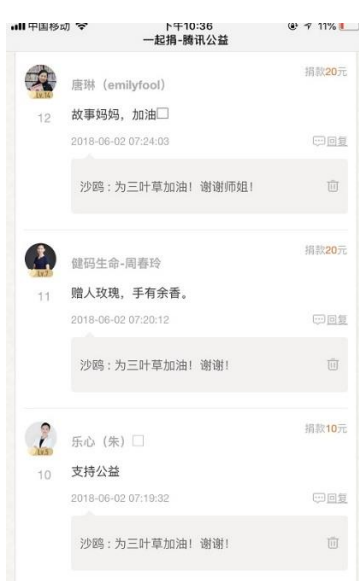 中国移动 下午10:36 11%
一起捐-腾讯公益
捐款20元
唐琳（emilyfool）
Lv.14
12 故事妈妈，加油□
2018-06-02 07:24:03 回复
沙鸥：为三叶草加油！谢谢师姐！
捐款20元
健码生命-周春玲
Lv.7
11 赠人玫瑰，手有余香。
2018-06-02 07:20:12 回复
沙鸥：为三叶草加油！谢谢！
捐款10元
乐心（朱）□
Lv.5
10 支持公益
2018-06-02 07:19:32 回复
沙鸥：为三叶草加油！谢谢！